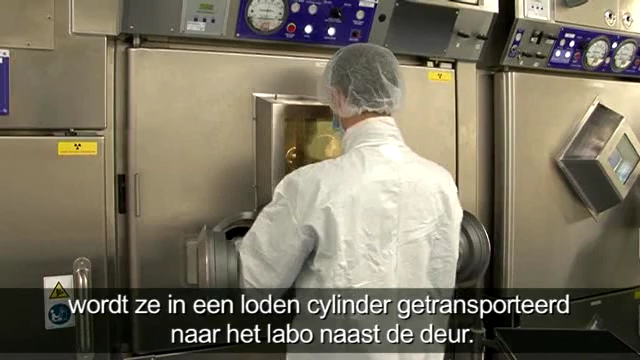 wordt ze in een loden cylinder getransporteerd
naar het labo naast de deur.